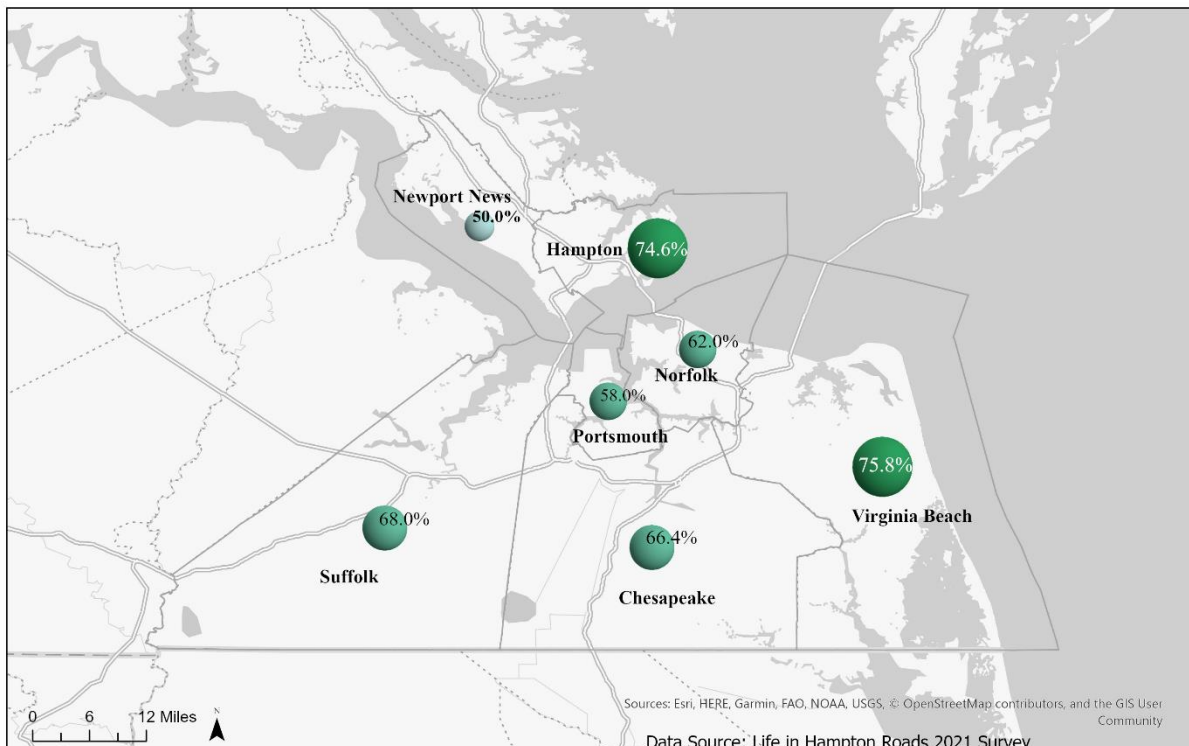 Newport News
50.0%
Hampton
74.6%
62.0%
Norfolk
58.0%
Portsmouth
75.8%
Virginia Beach
68.0%
Suffolk
66.4%
Chesapeake
0 6 12 Miles
Sources: Esri, HERE, Garmin, FAO, NOAA, USGS, © OpenStreetMap contributors, and the GIS User
Community
Data Source: Life in Hampton Roads 2021 Survey